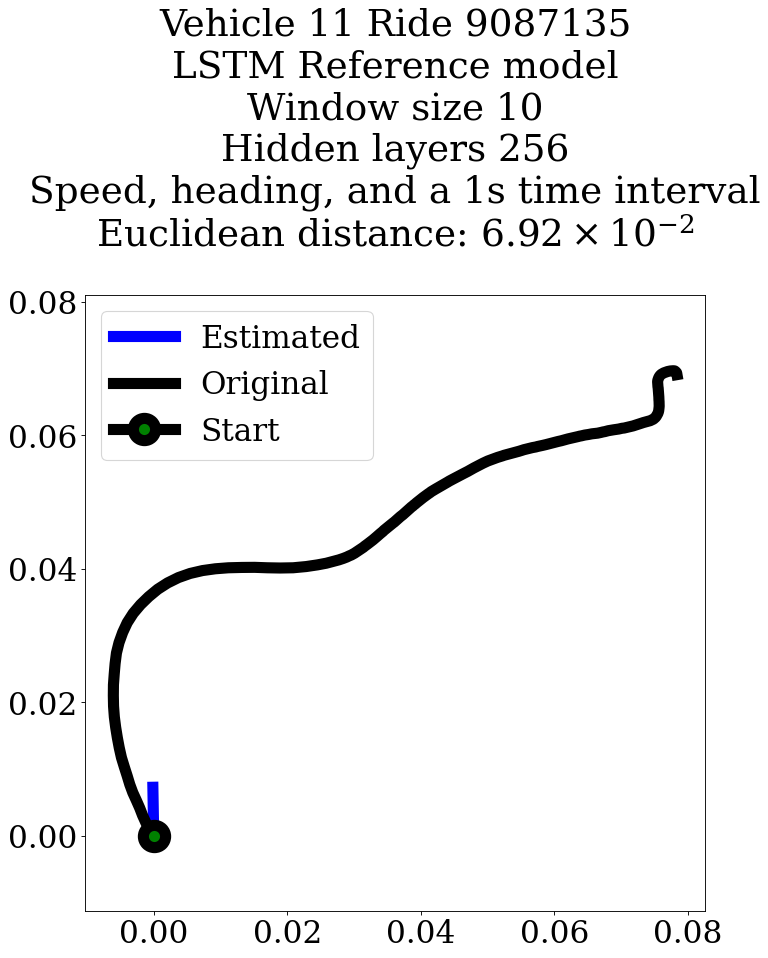 Vehicle 11 Ride 9087135
LSTM Reference model
Window size 10
Hidden layers 256
Speed, heading, and a 1s time interval
Euclidean distance: 6.92 × 10⁻²
0.08
Estimated
Original
Start
0.06
0.04
0.02
0.00
0.00 0.02 0.04 0.06 0.08